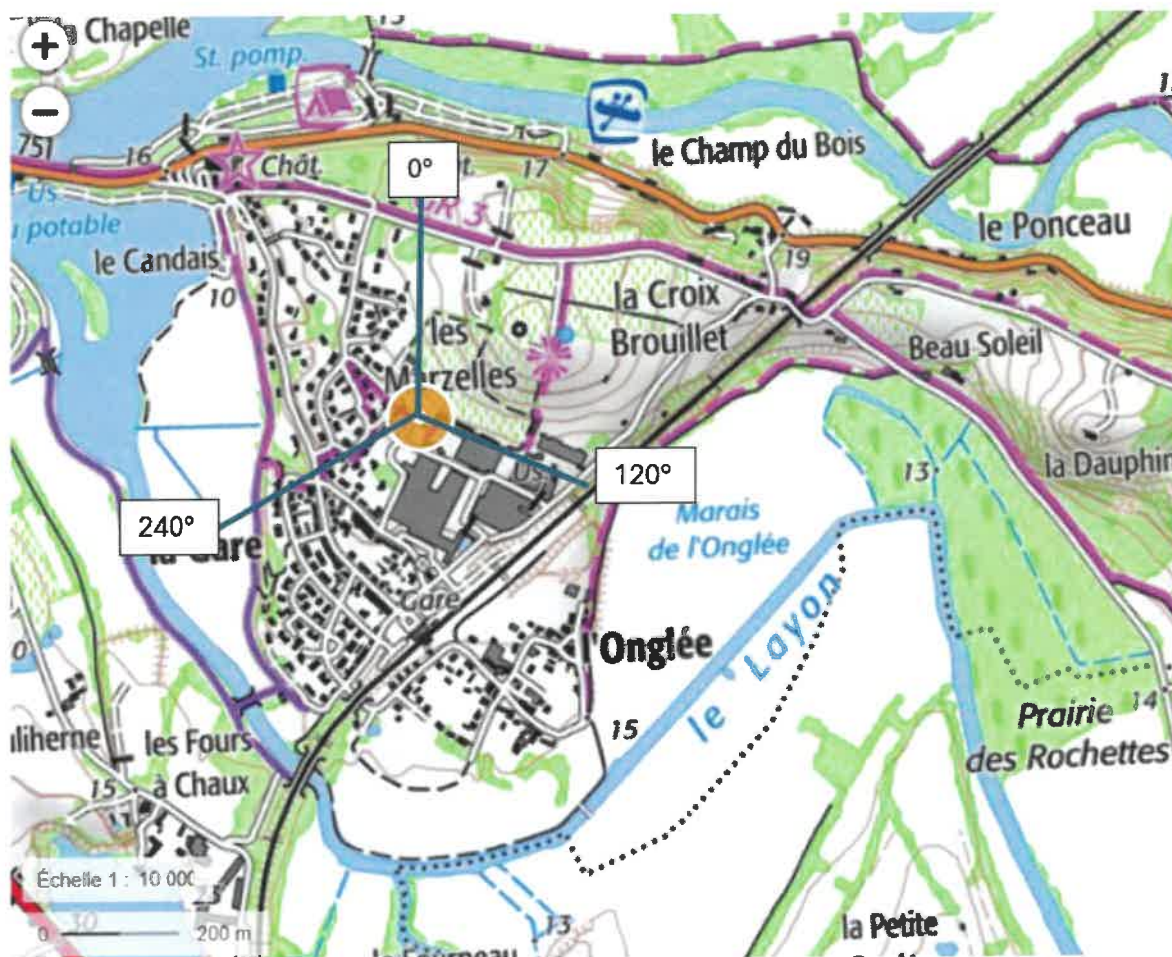 +
Chapelle
St. pomp.
−
751
16
Chât.
0°
17
le Champ du Bois
Us
potable
le Candais
10
le Ponceau
19
la Croix
Brouillet
les
Marzelles
Beau Soleil
120°
13
la Dauphin
240°
la Gare
Marais
de l'Onglée
Gare
Onglée
le Layon
15
Prairie
des Rochettes
14
les Fours
à Chaux
15
Échelle 1 : 10 000
0
200 m
13
la Petite